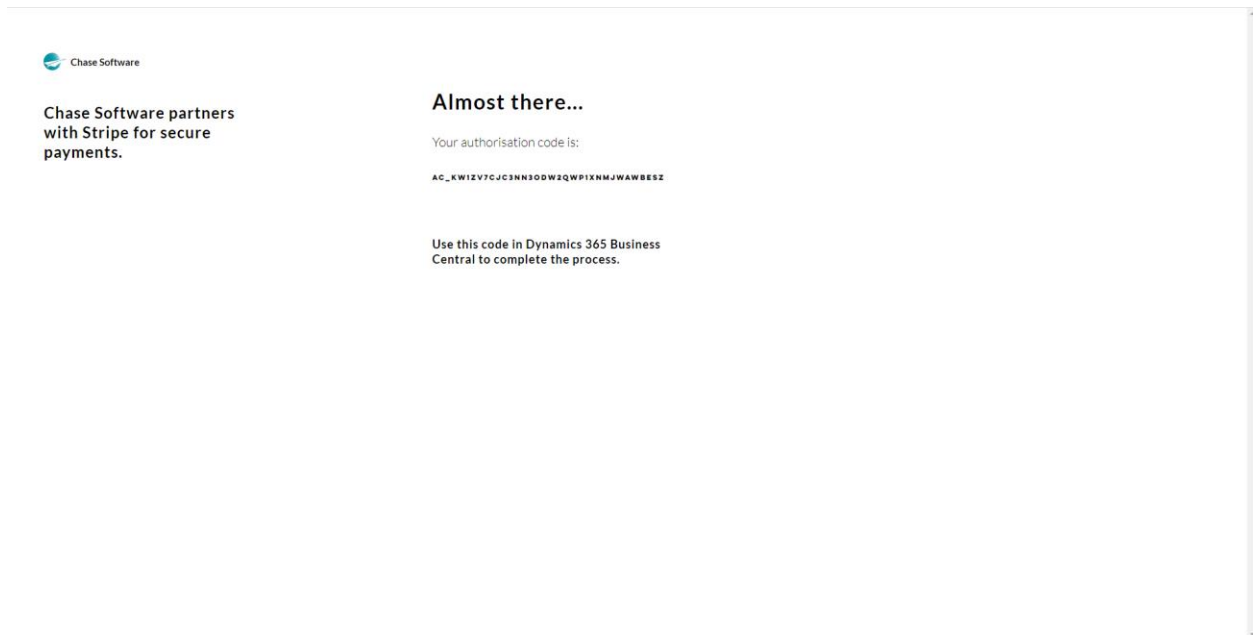 Chase Software
Chase Software partners
with Stripe for secure
payments.
Almost there...
Your authorisation code is:
AC_KW1ZV7CJC3NN3ODW2QWP1XNMJWAWBESZ
Use this code in Dynamics 365 Business
Central to complete the process.